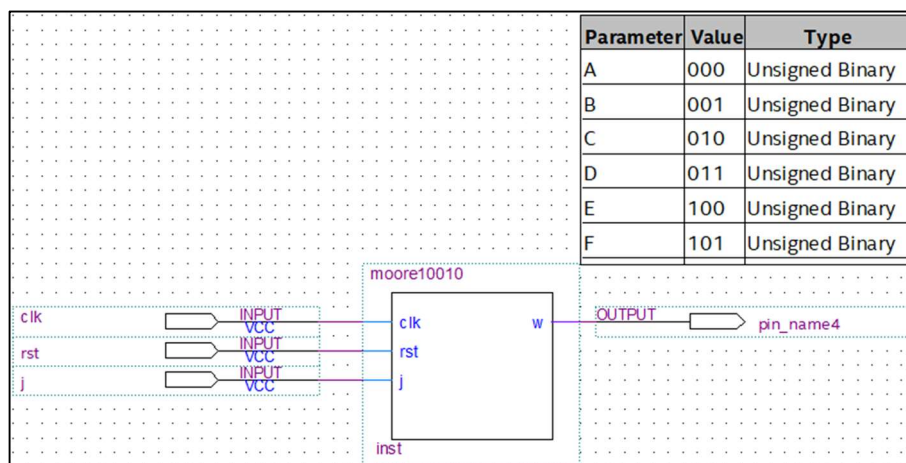 Parameter Value Type
A 000 Unsigned Binary
B 001 Unsigned Binary
C 010 Unsigned Binary
D 011 Unsigned Binary
E 100 Unsigned Binary
F 101 Unsigned Binary
moore10010
clk INPUT VCC clk w OUTPUT pin_name4
rst INPUT VCC rst
j INPUT VCC j
inst